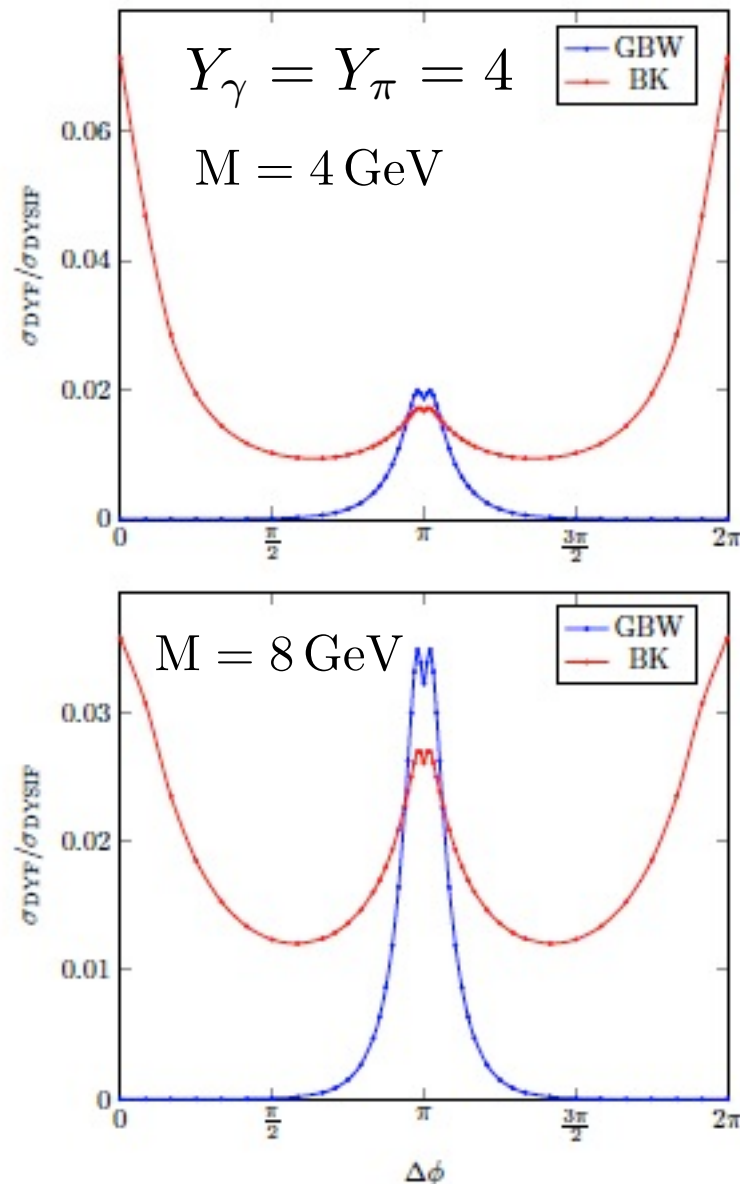 Y_γ = Y_π = 4
M = 4 GeV
GBW
BK
σ_DYF/σ_DYSIF
0.06
0.04
0.02
0
0 π/2 π 3π/2 2π
M = 8 GeV
GBW
BK
σ_DYF/σ_DYSIF
0.03
0.02
0.01
0
0 π/2 π 3π/2 2π
Δϕ